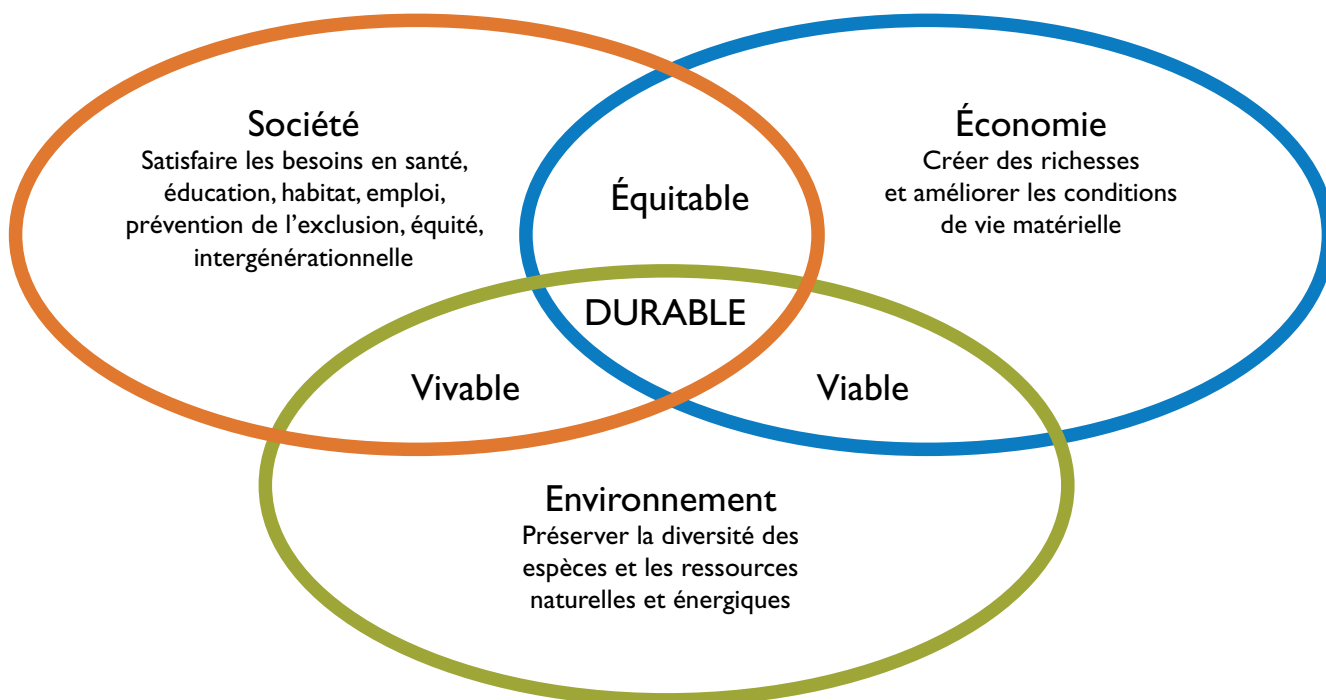 Société
Satisfaire les besoins en santé,
éducation, habitat, emploi,
prévention de l’exclusion, équité,
intergénérationnelle
Équitable
Économie
Créer des richesses
et améliorer les conditions
de vie matérielle
DURABLE
Vivable
Viable
Environnement
Préserver la diversité des
espèces et les ressources
naturelles et énergiques